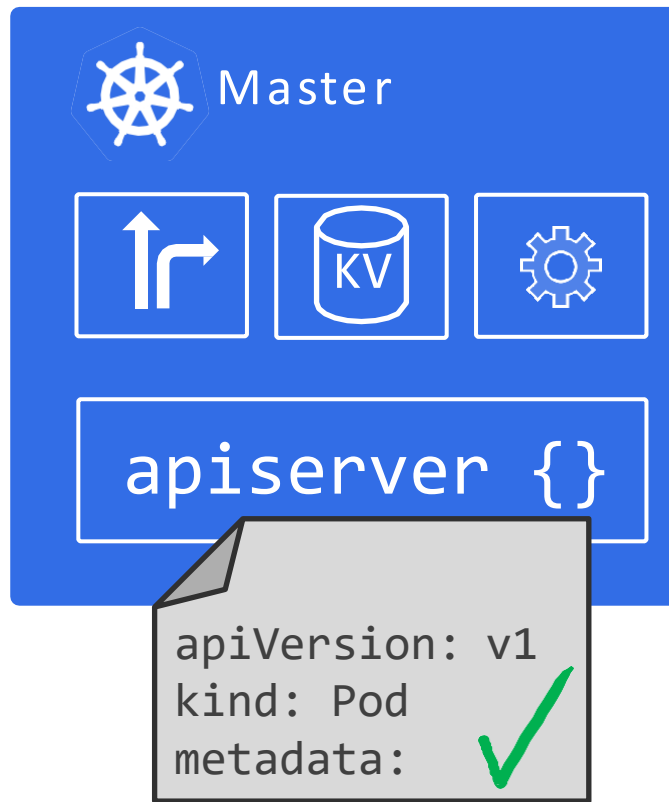 Master
KV
apiserver {}
apiVersion: v1
kind: Pod
metadata: